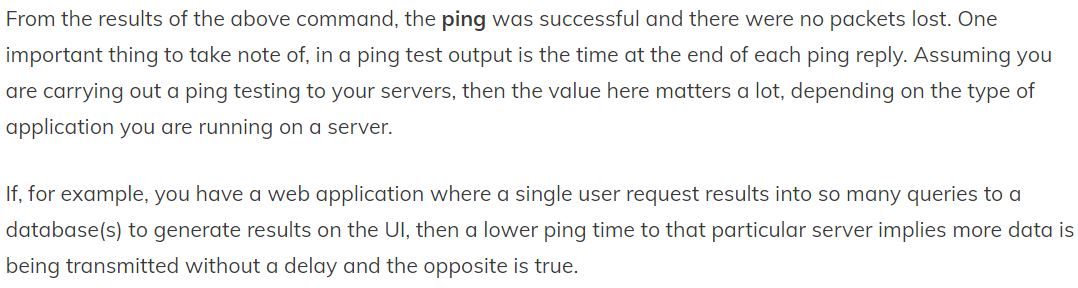 From the results of the above command, the ping was successful and there were no packets lost. One
important thing to take note of, in a ping test output is the time at the end of each ping reply. Assuming you
are carrying out a ping testing to your servers, then the value here matters a lot, depending on the type of
application you are running on a server.
If, for example, you have a web application where a single user request results into so many queries to a
database(s) to generate results on the UI, then a lower ping time to that particular server implies more data is
being transmitted without a delay and the opposite is true.